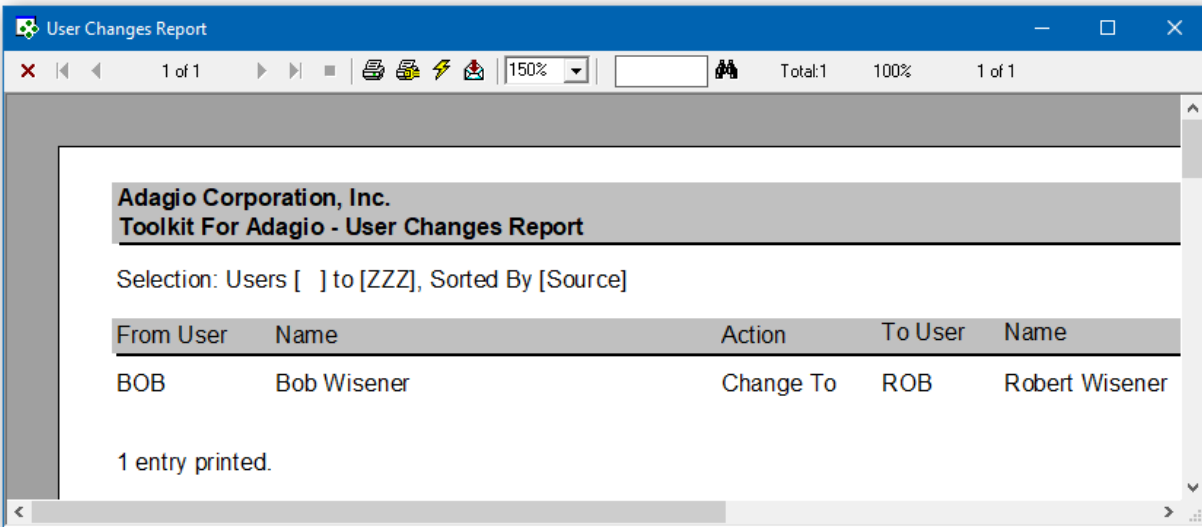 User Changes Report
1 of 1 150% Total:1 100% 1 of 1
Adagio Corporation, Inc.
Toolkit For Adagio - User Changes Report
Selection: Users [   ] to [ZZZ], Sorted By [Source]
From User Name Action To User Name
BOB Bob Wisener Change To ROB Robert Wisener
1 entry printed.